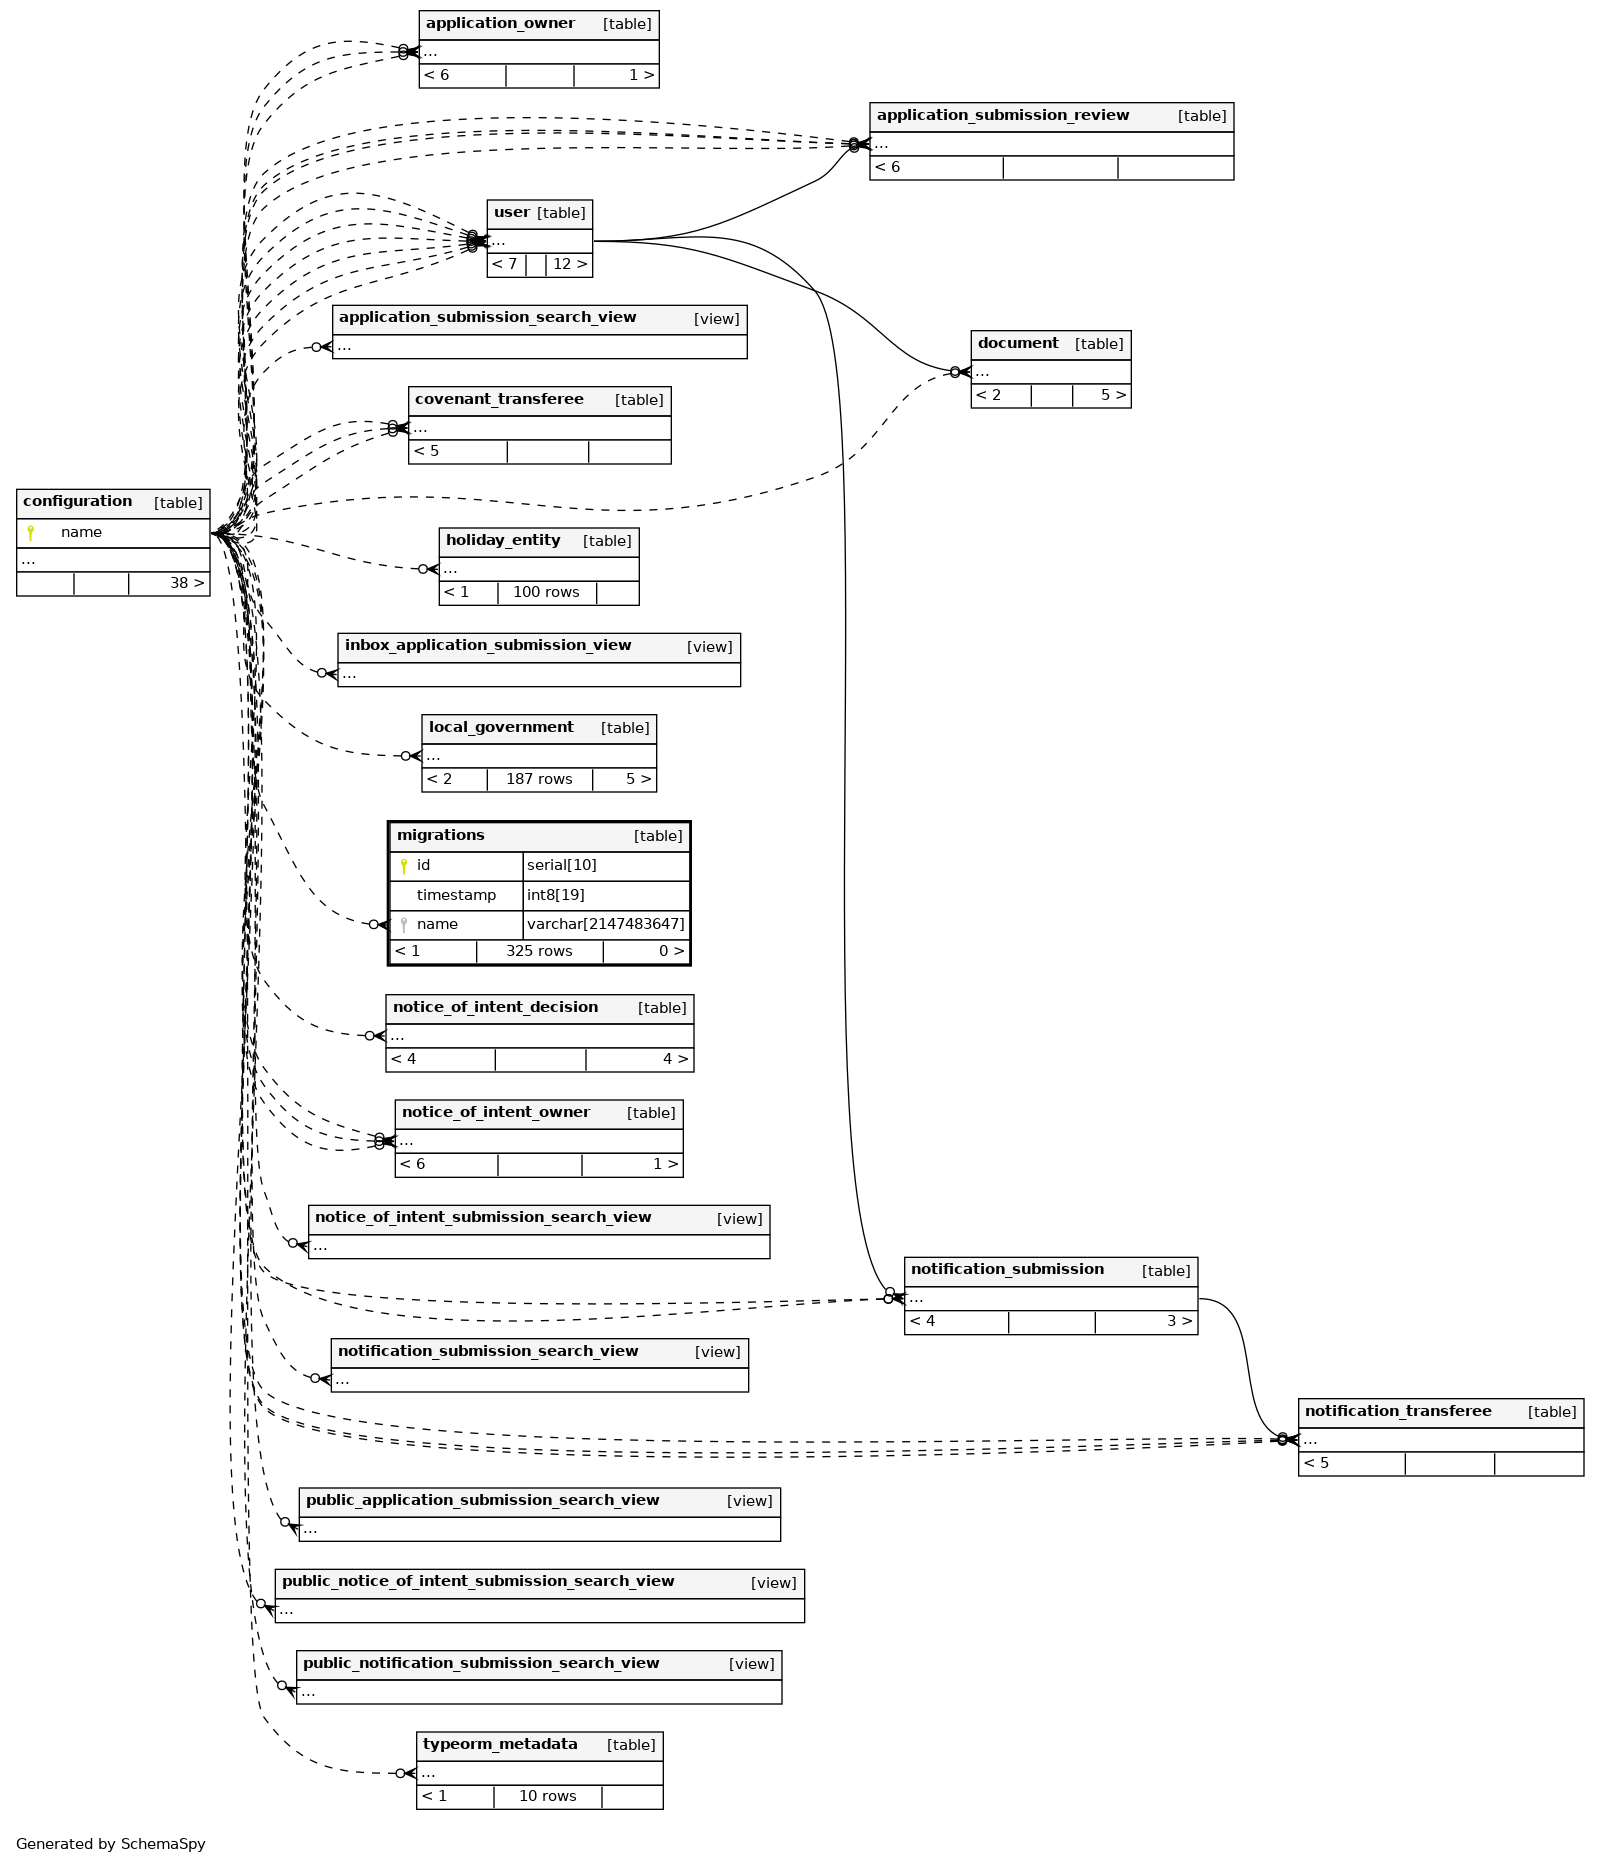 application_owner [table]
...
< 6 1 >
application_submission_review [table]
...
< 6
user [table]
...
< 7 12 >
application_submission_search_view [view]
...
document [table]
...
< 2 5 >
covenant_transferee [table]
...
< 5
configuration [table]
name
...
38 >
holiday_entity [table]
...
< 1 100 rows
inbox_application_submission_view [view]
...
local_government [table]
...
< 2 187 rows 5 >
migrations [table]
id serial[10]
timestamp int8[19]
name varchar[2147483647]
< 1 325 rows 0 >
notice_of_intent_decision [table]
...
< 4 4 >
notice_of_intent_owner [table]
...
< 6 1 >
notice_of_intent_submission_search_view [view]
...
notification_submission [table]
...
< 4 3 >
notification_submission_search_view [view]
...
notification_transferee [table]
...
< 5
public_application_submission_search_view [view]
...
public_notice_of_intent_submission_search_view [view]
...
public_notification_submission_search_view [view]
...
typeorm_metadata [table]
...
< 1 10 rows
Generated by SchemaSpy